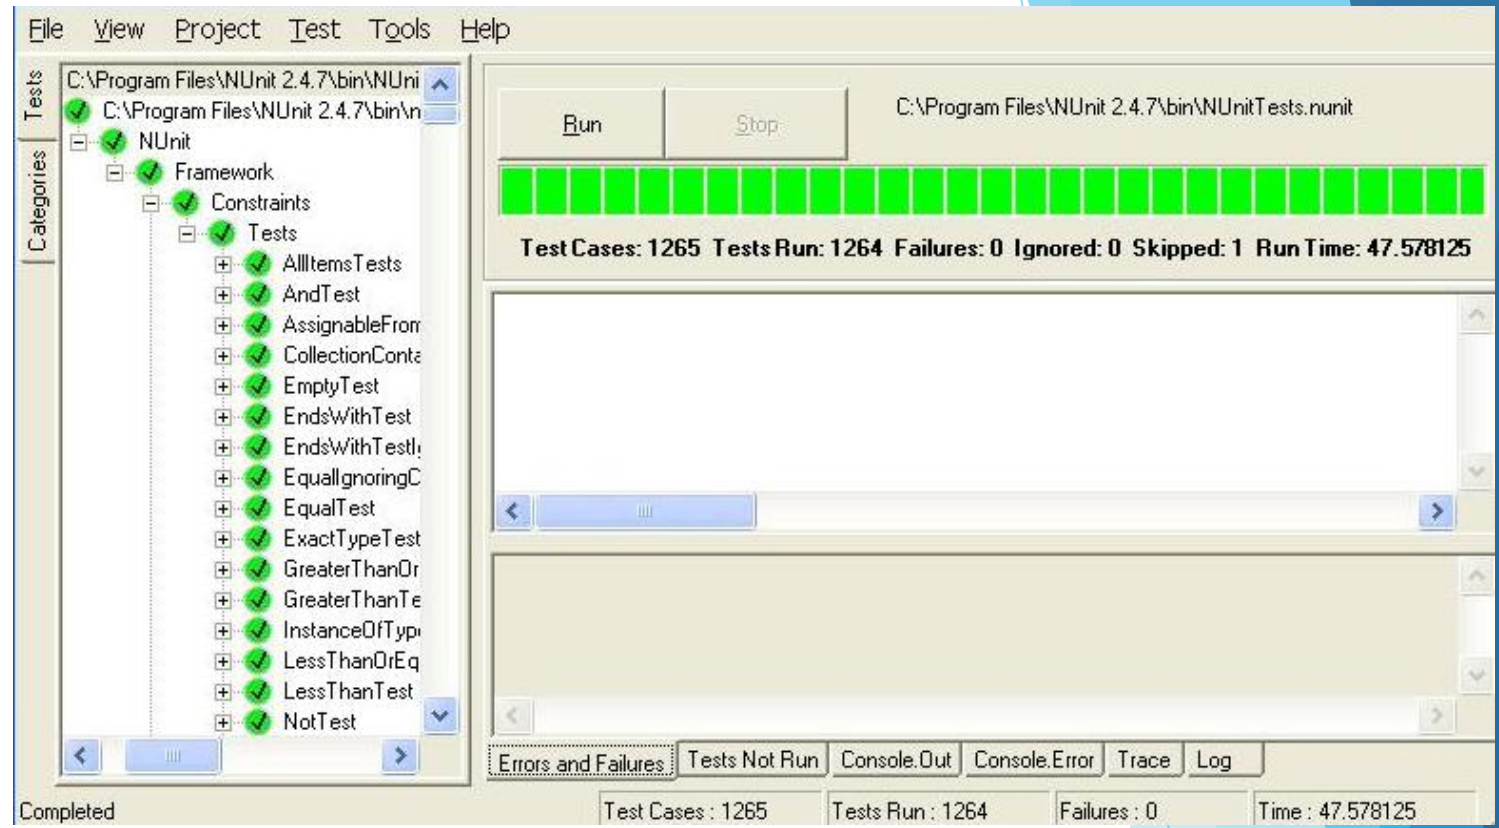 File View Project Test Tools Help
Tests
Categories
C:\Program Files\NUnit 2.4.7\bin\NUni
C:\Program Files\NUnit 2.4.7\bin\n
NUnit
Framework
Constraints
Tests
AllItemsTests
AndTest
AssignableFrom
CollectionConta
EmptyTest
EndsWithTest
EndsWithTestI
EqualIgnoringC
EqualTest
ExactTypeTest
GreaterThanOr
GreaterThanTe
InstanceOfType
LessThanOrEq
LessThanTest
NotTest
Run Stop
C:\Program Files\NUnit 2.4.7\bin\NUnitTests.nunit
Test Cases: 1265 Tests Run: 1264 Failures: 0 Ignored: 0 Skipped: 1 Run Time: 47.578125
Errors and Failures Tests Not Run Console.Out Console.Error Trace Log
Completed Test Cases : 1265 Tests Run : 1264 Failures : 0 Time : 47.578125